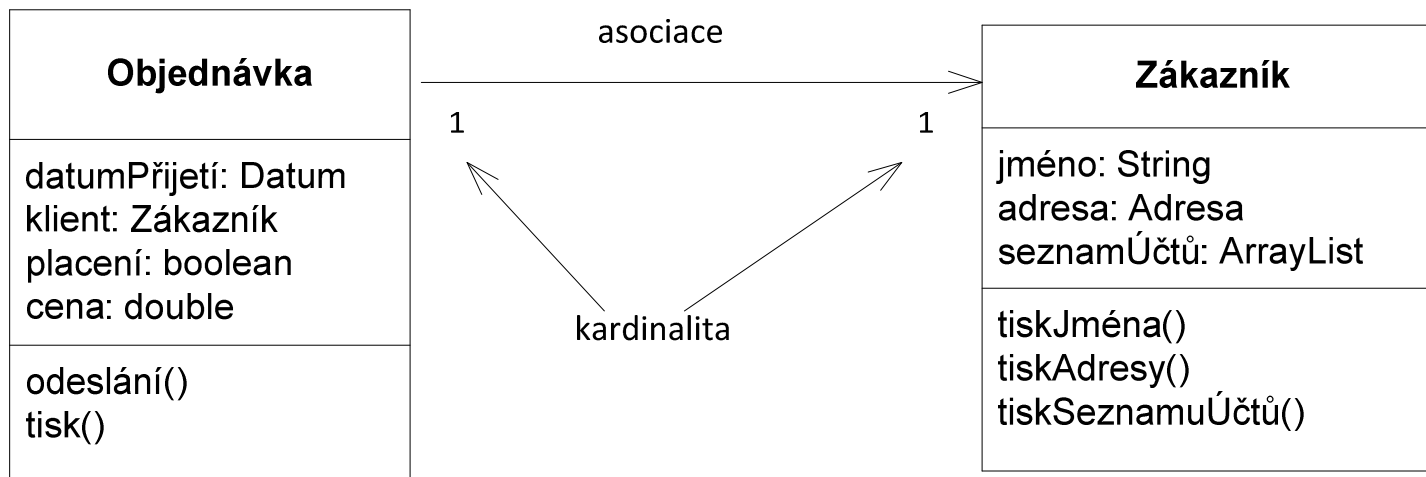 Objednávka
datumPřijetí: Datum
klient: Zákazník
placení: boolean
cena: double
odeslání()
tisk()
asociace
1
1
kardinalita
Zákazník
jméno: String
adresa: Adresa
seznamÚčtů: ArrayList
tiskJména()
tiskAdresy()
tiskSeznamuÚčtů()